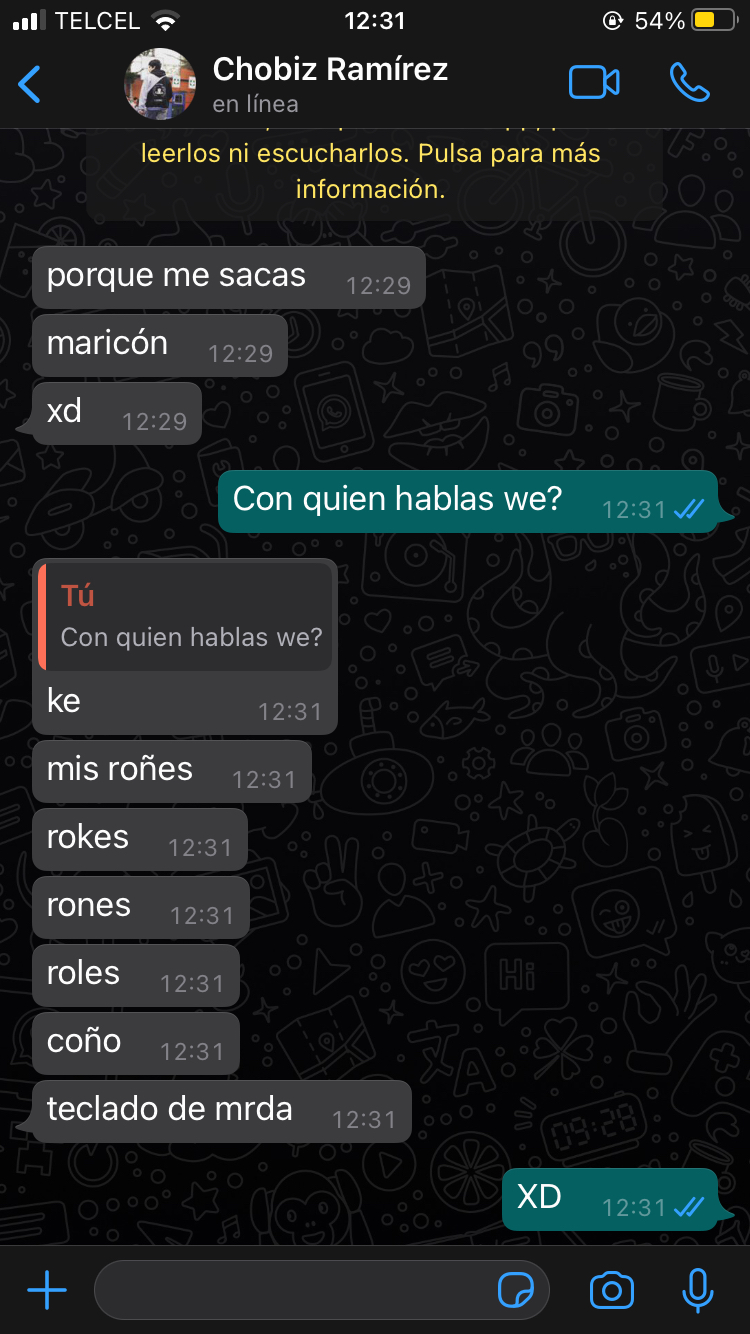 TELCEL 12:31 54%
Chobiz Ramírez
en línea
leerlos ni escucharlos. Pulsa para más
información.
porque me sacas 12:29
maricón 12:29
xd 12:29
Con quien hablas we? 12:31
Tú
Con quien hablas we?
ke 12:31
mis roñes 12:31
rokes 12:31
rones 12:31
roles 12:31
coño 12:31
teclado de mrda 12:31
XD 12:31